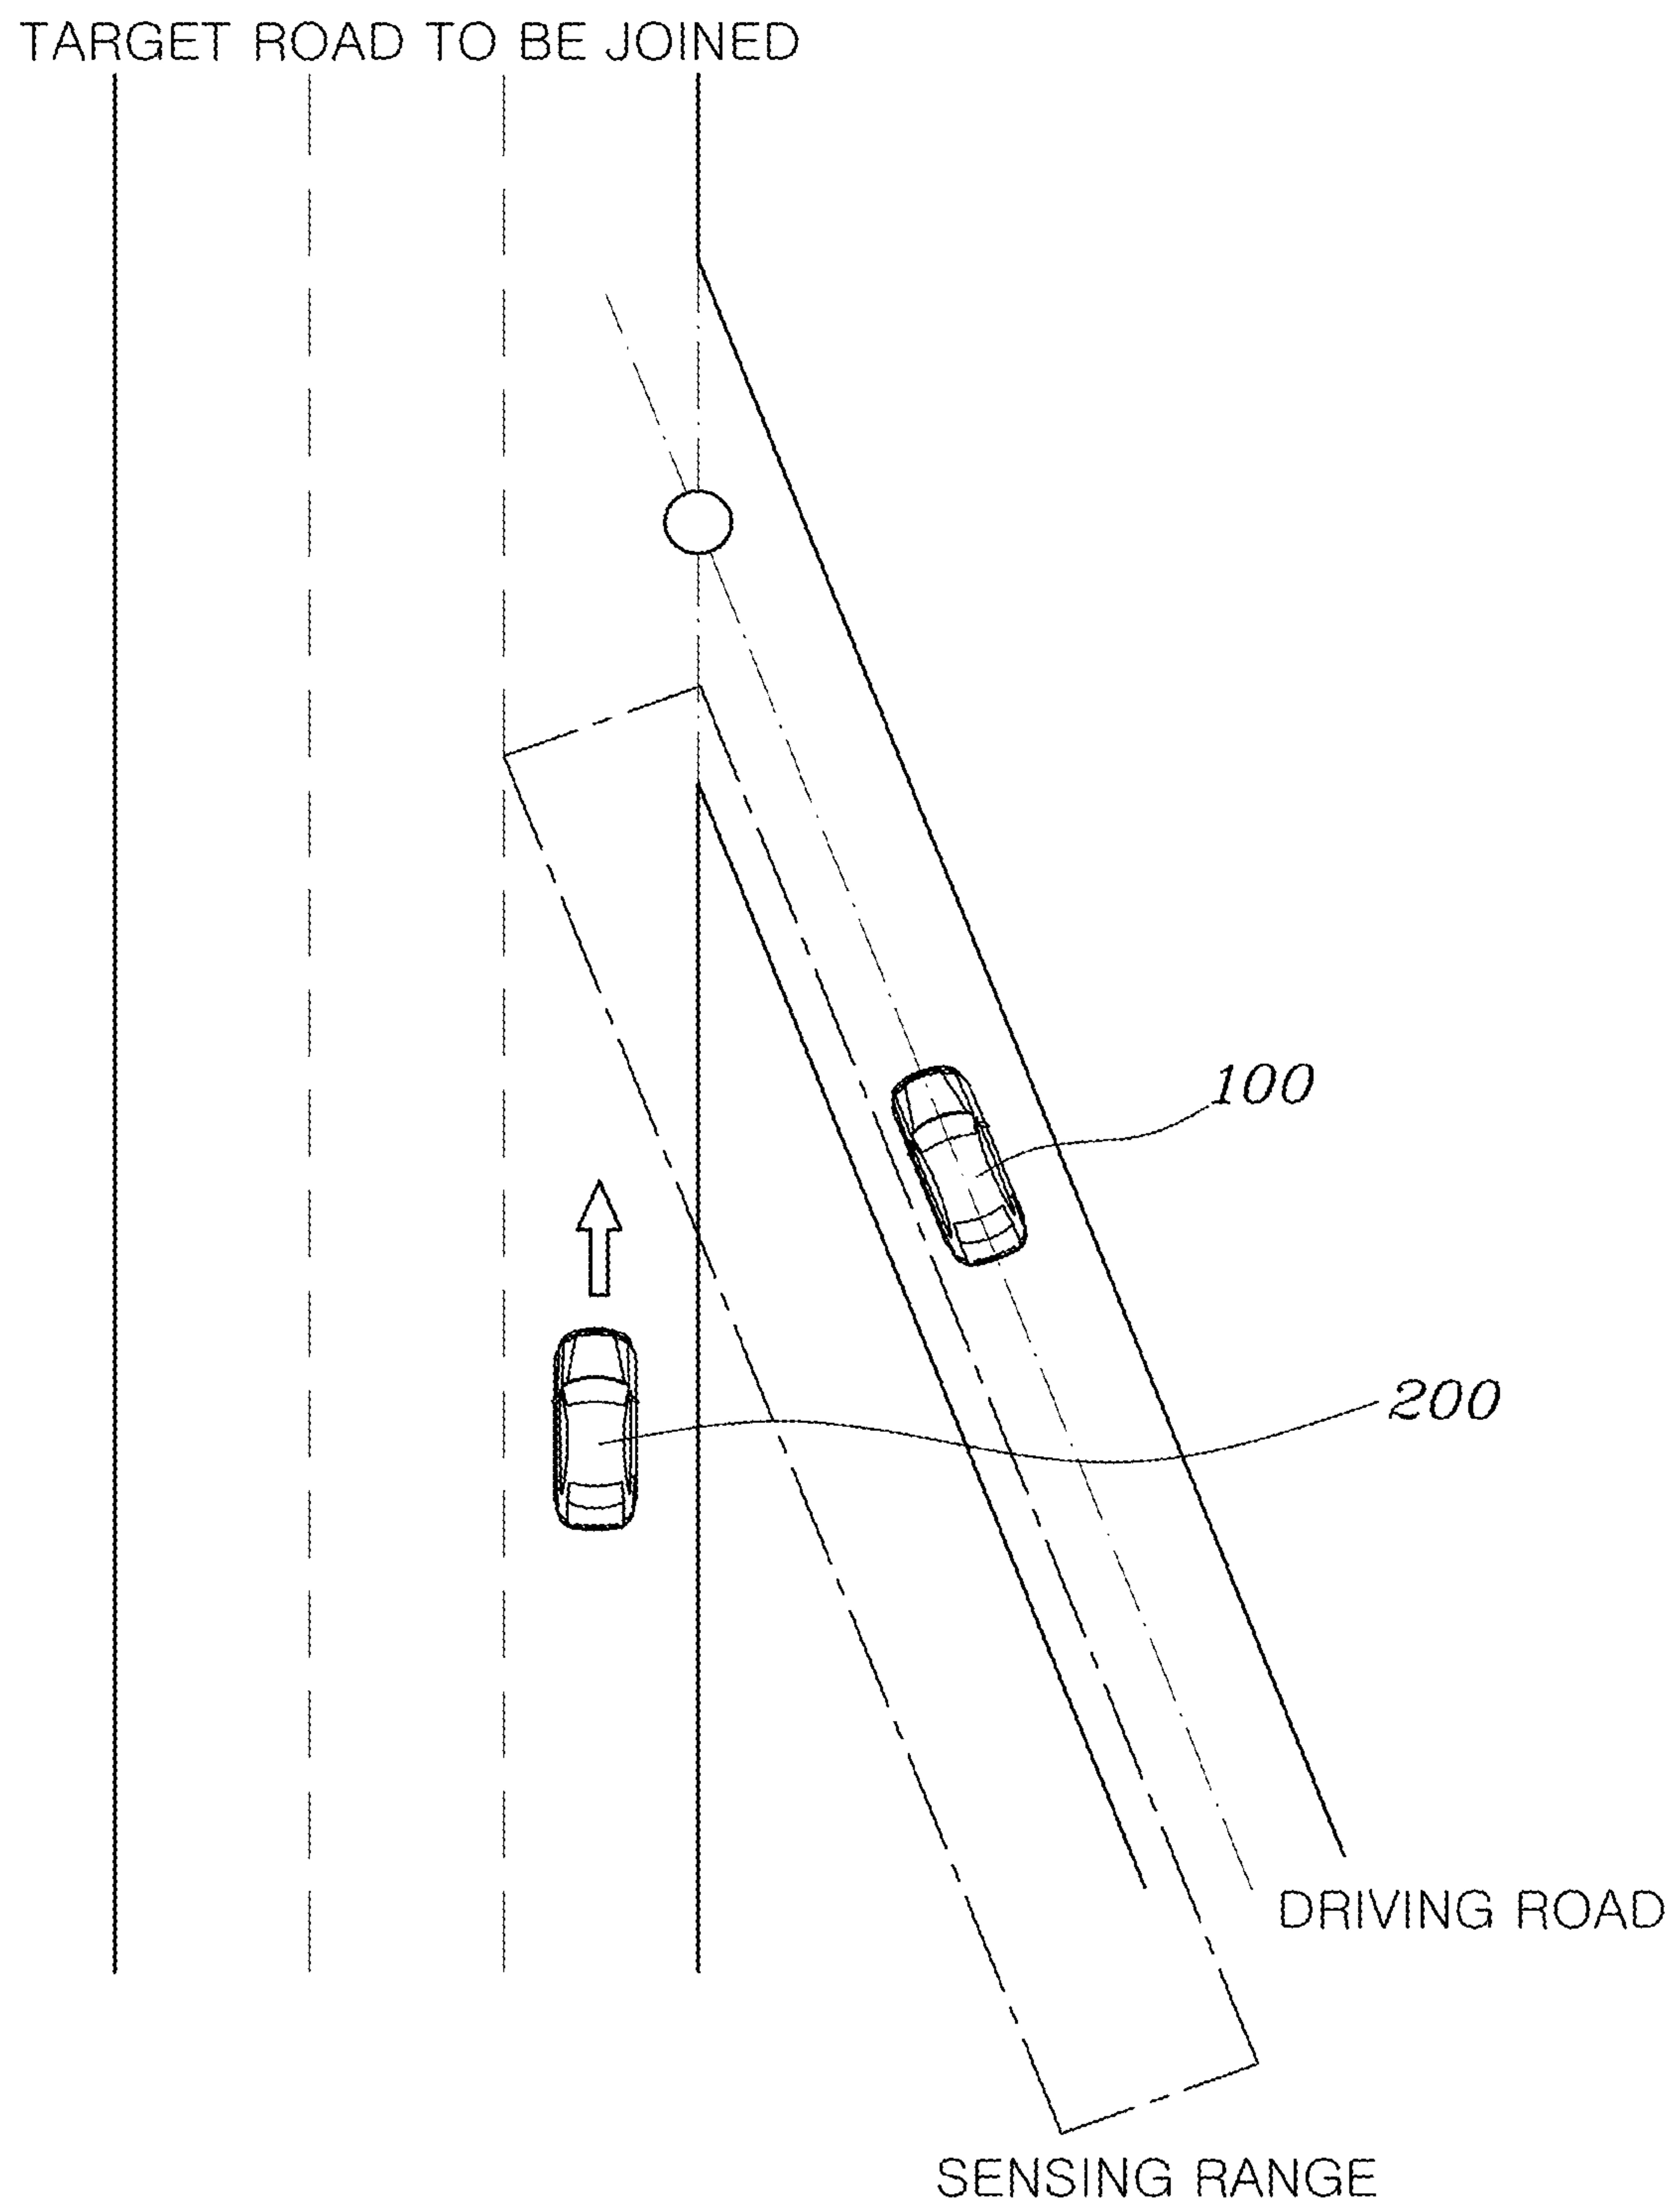 TARGET ROAD TO BE JOINED
100
200
DRIVING ROAD
SENSING RANGE